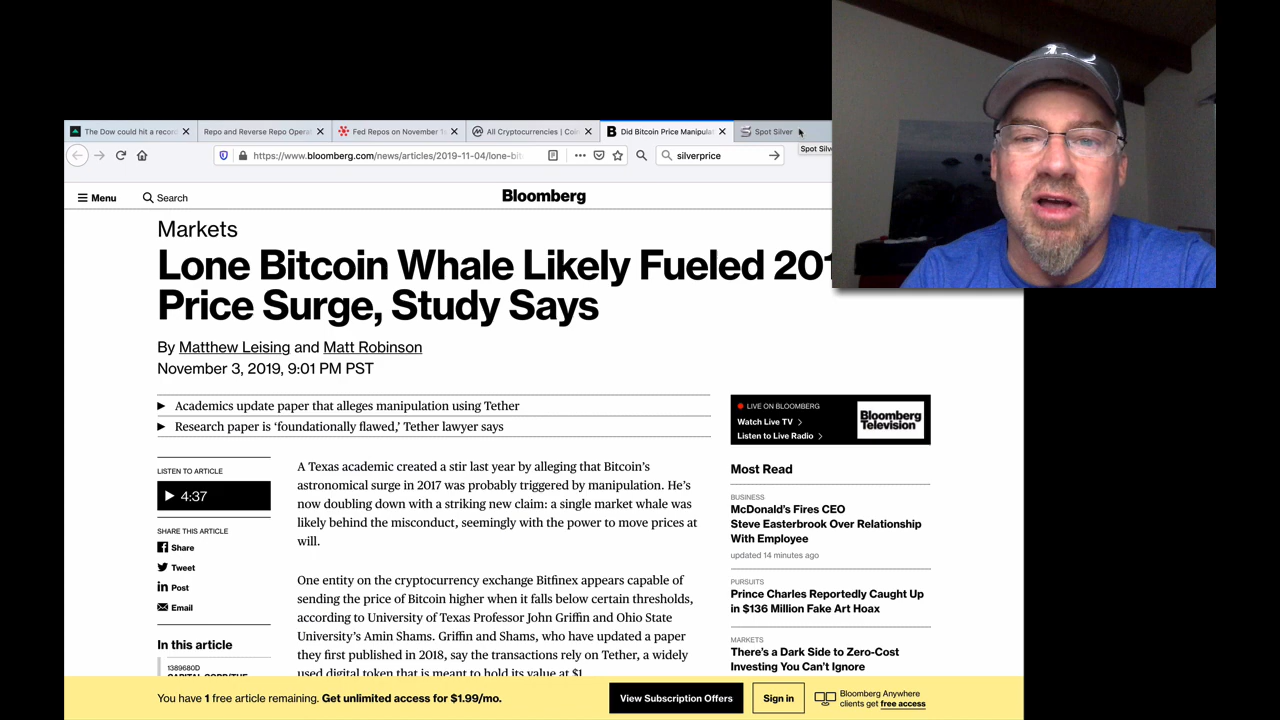 The Dow could hit a recor
Repo and Reverse Repo Opera
Fed Repos on November 1
All Cryptocurrencies | Coi
Did Bitcoin Price Manipula
Spot Silver
https://www.bloomberg.com/news/articles/2019-11-04/lone-bit
silverprice
Spot Silv
Menu
Search
Bloomberg
Markets
Lone Bitcoin Whale Likely Fueled 201
Price Surge, Study Says
By Matthew Leising and Matt Robinson
November 3, 2019, 9:01 PM PST
Academics update paper that alleges manipulation using Tether
Research paper is ‘foundationally flawed,’ Tether lawyer says
LISTEN TO ARTICLE
4:37
SHARE THIS ARTICLE
Share
Tweet
Post
Email
In this article
1389680D
A Texas academic created a stir last year by alleging that Bitcoin’s
astronomical surge in 2017 was probably triggered by manipulation. He’s
now doubling down with a striking new claim: a single market whale was
likely behind the misconduct, seemingly with the power to move prices at
will.
One entity on the cryptocurrency exchange Bitfinex appears capable of
sending the price of Bitcoin higher when it falls below certain thresholds,
according to University of Texas Professor John Griffin and Ohio State
University’s Amin Shams. Griffin and Shams, who have updated a paper
they first published in 2018, say the transactions rely on Tether, a widely
used digital token that is meant to hold its value at $1.
LIVE ON BLOOMBERG
Watch Live TV
Listen to Live Radio
Bloomberg
Television
Most Read
BUSINESS
McDonald’s Fires CEO
Steve Easterbrook Over Relationship
With Employee
updated 14 minutes ago
PURSUITS
Prince Charles Reportedly Caught Up
in $136 Million Fake Art Hoax
MARKETS
There’s a Dark Side to Zero-Cost
Investing You Can’t Ignore
You have 1 free article remaining. Get unlimited access for $1.99/mo.
View Subscription Offers
Sign in
Bloomberg Anywhere
clients get free access